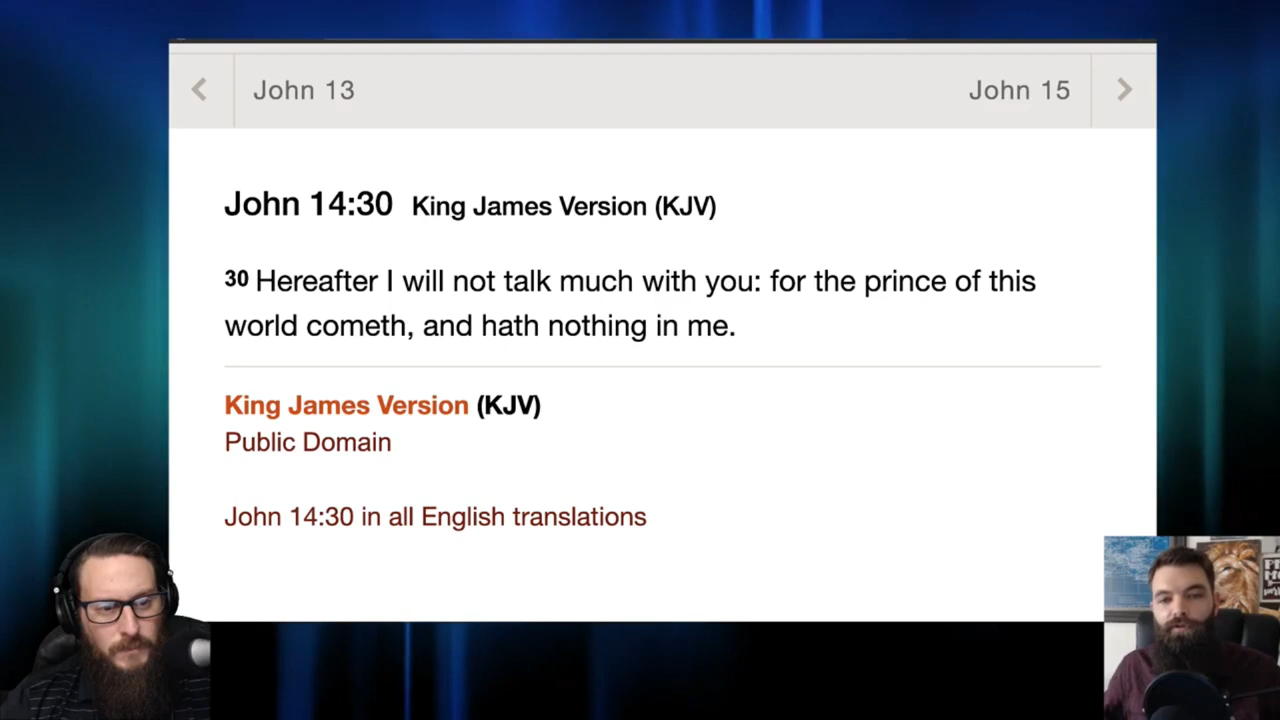 John 13
John 15
John 14:30 King James Version (KJV)
30 Hereafter I will not talk much with you: for the prince of this
world cometh, and hath nothing in me.
King James Version (KJV)
Public Domain
John 14:30 in all English translations